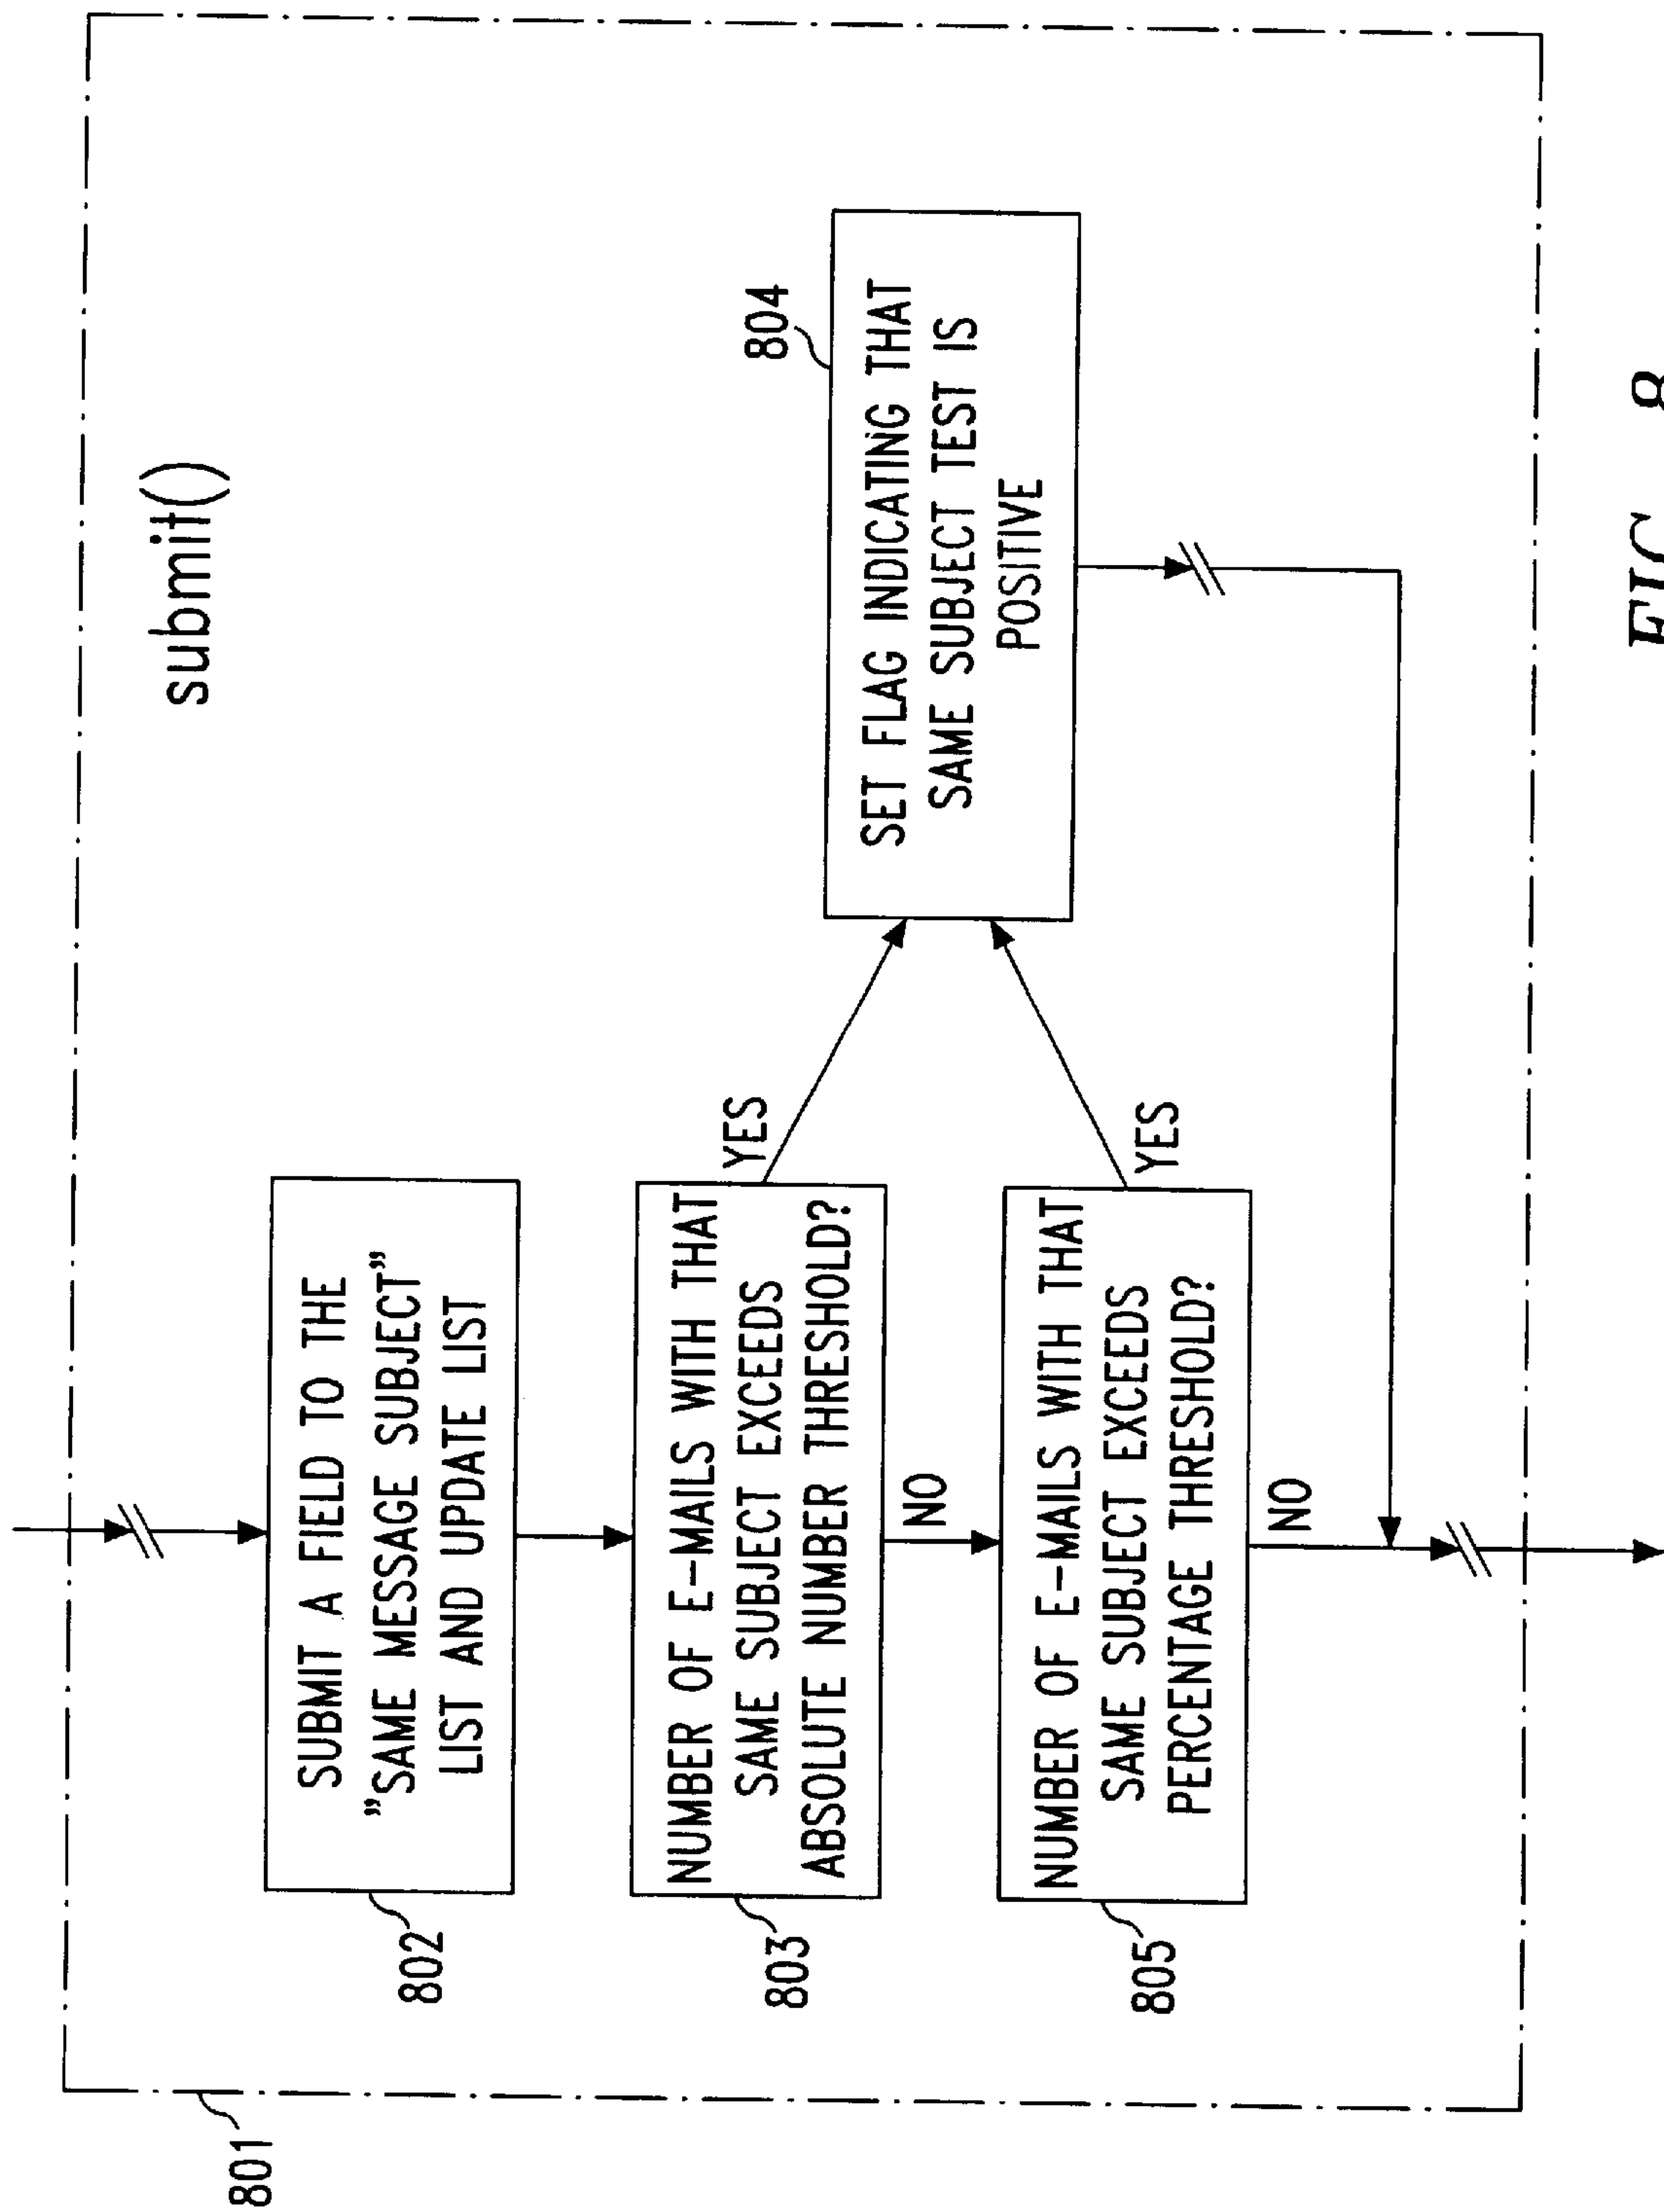 submit()
801
802
SUBMIT A FIELD TO THE
"SAME MESSAGE SUBJECT"
LIST AND UPDATE LIST
803
NUMBER OF E-MAILS WITH THAT
SAME SUBJECT EXCEEDS
ABSOLUTE NUMBER THRESHOLD?
YES
NO
804
SET FLAG INDICATING THAT
SAME SUBJECT TEST IS
POSITIVE
805
NUMBER OF E-MAILS WITH THAT
SAME SUBJECT EXCEEDS
PERCENTAGE THRESHOLD?
YES
NO
FIG. 8